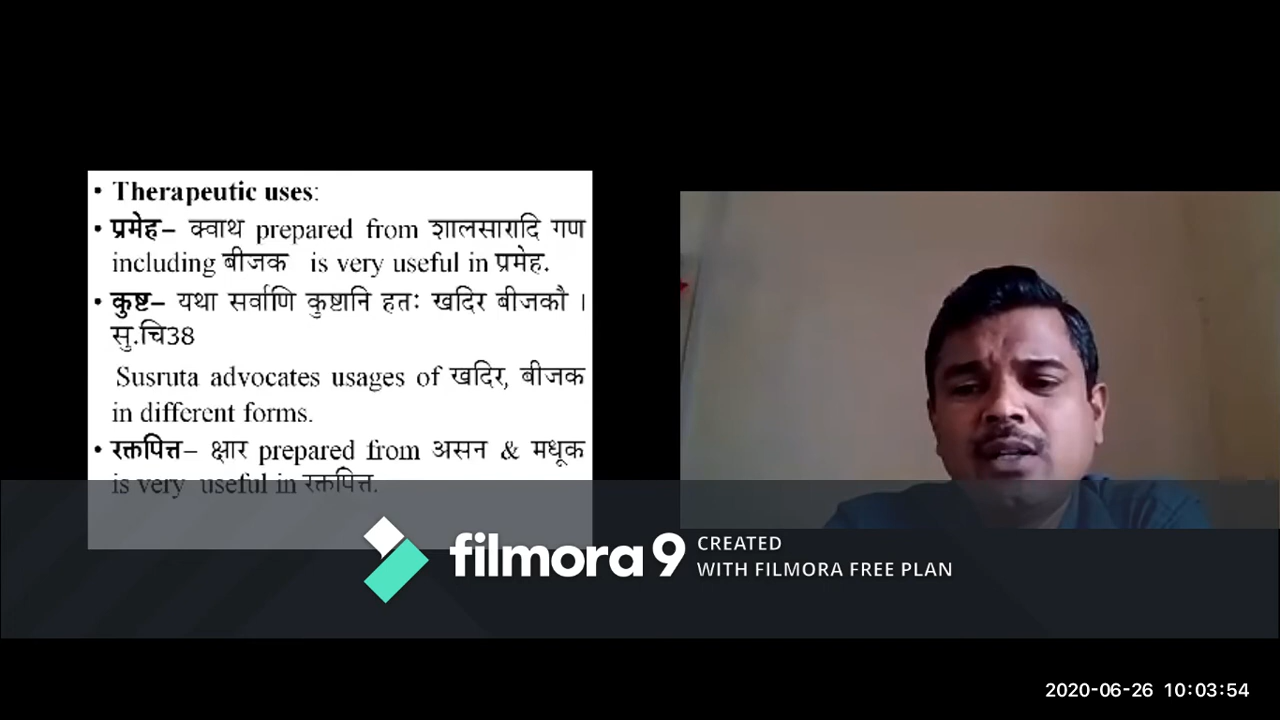 • Therapeutic uses:
• प्रमेह– क्वाथ prepared from शालसारादि गण
including बीजक is very useful in प्रमेह.
• कुष्ट– यथा सर्वाणि कुष्टानि हतः खदिर बीजकौ ।
सु.चि38
Susruta advocates usages of खदिर, बीजक
in different forms.
• रक्तपित्त– क्षार prepared from असन & मधूक
is very useful in रक्तपित्त.
filmora 9
CREATED
WITH FILMORA FREE PLAN
2020-06-26 10:03:54